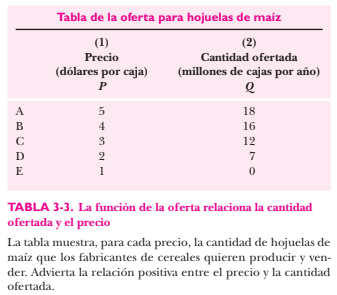 Tabla de la oferta para hojuelas de maíz
(1) (2)
Precio Cantidad ofertada
(dólares por caja) (millones de cajas por año)
P Q
A 5 18
B 4 16
C 3 12
D 2 7
E 1 0
TABLA 3-3. La función de la oferta relaciona la cantidad
ofertada y el precio
La tabla muestra, para cada precio, la cantidad de hojuelas de
maíz que los fabricantes de cereales quieren producir y ven-
der. Advierta la relación positiva entre el precio y la cantidad
ofertada.